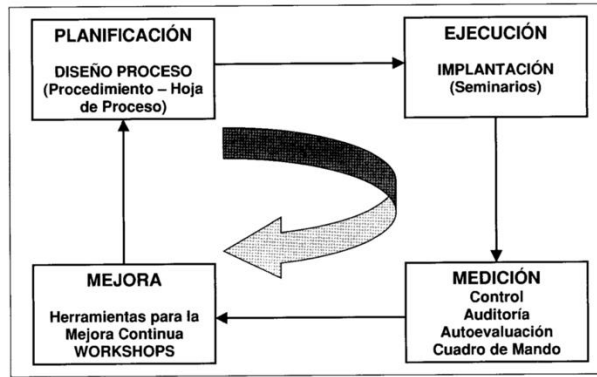 PLANIFICACIÓN
DISEÑO PROCESO
(Procedimiento – Hoja
de Proceso)
EJECUCIÓN
IMPLANTACIÓN
(Seminarios)
MEJORA
Herramientas para la
Mejora Continua
WORKSHOPS
MEDICIÓN
Control
Auditoría
Autoevaluación
Cuadro de Mando